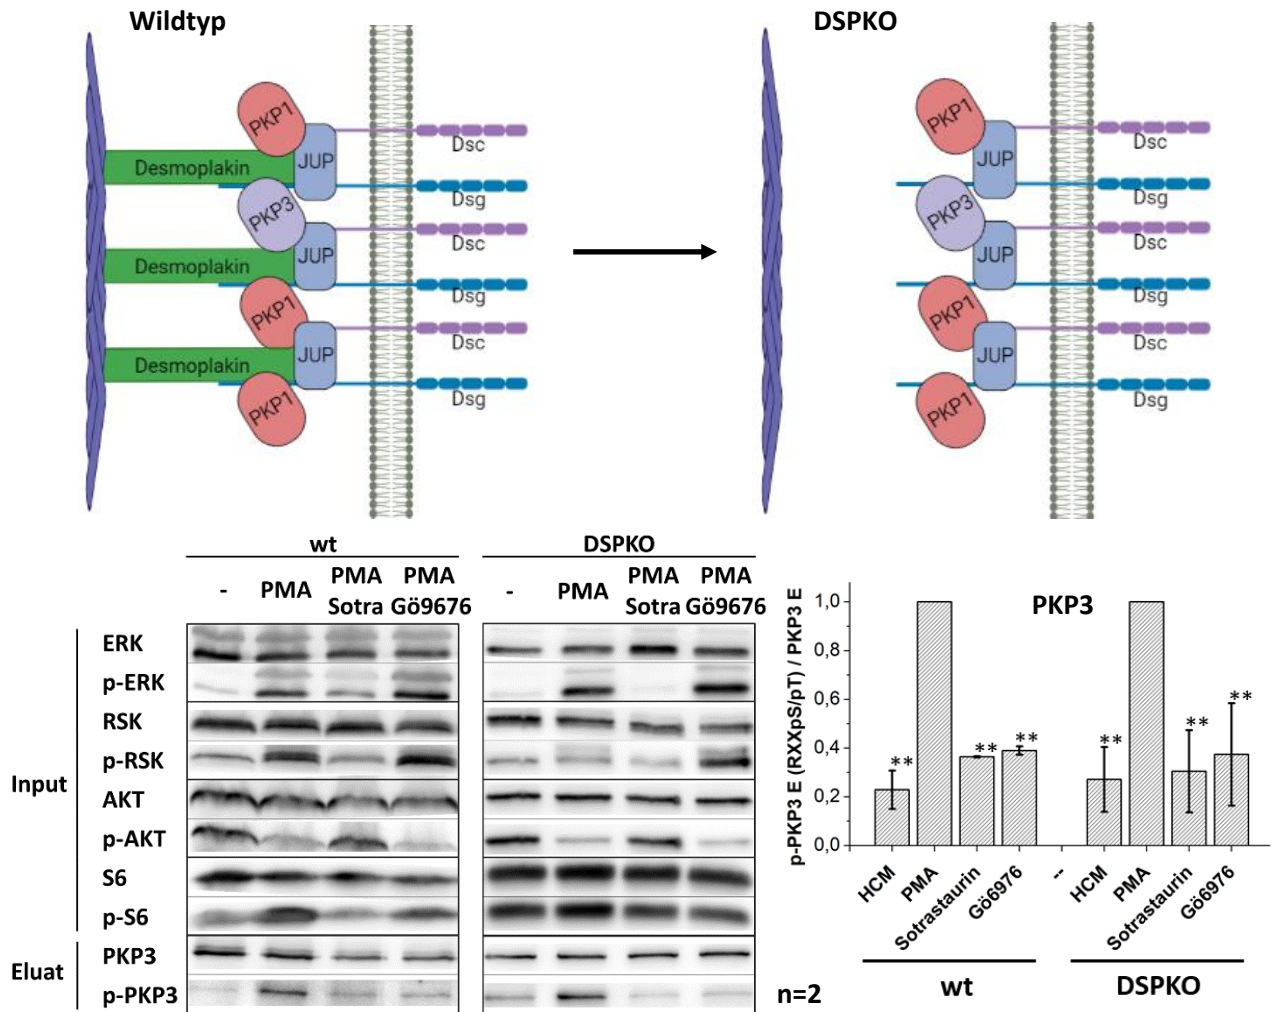 Wildtyp
DSPKO
PKP1
Dsc
JUP
Desmoplakin
Dsg
PKP3
Dsc
JUP
Desmoplakin
Dsg
PKP1
Dsc
JUP
Desmoplakin
Dsg
PKP1
PKP1
Dsc
JUP
Dsg
PKP3
Dsc
JUP
Dsg
PKP1
Dsc
JUP
Dsg
PKP1
wt
- PMA PMA Sotra PMA Gö9676
DSPKO
- PMA PMA Sotra PMA Gö9676
Input
ERK
p-ERK
RSK
p-RSK
AKT
p-AKT
S6
p-S6
Eluat
PKP3
p-PKP3
n=2
PKP3
p-PKP3 E (RXXpS/pT) / PKP3 E
1,0
0,8
0,6
0,4
0,2
0,0
**
**
**
**
**
**
HCM
PMA
Sotrastaurin
Gö6976
--
HCM
PMA
Sotrastaurin
Gö6976
wt
DSPKO